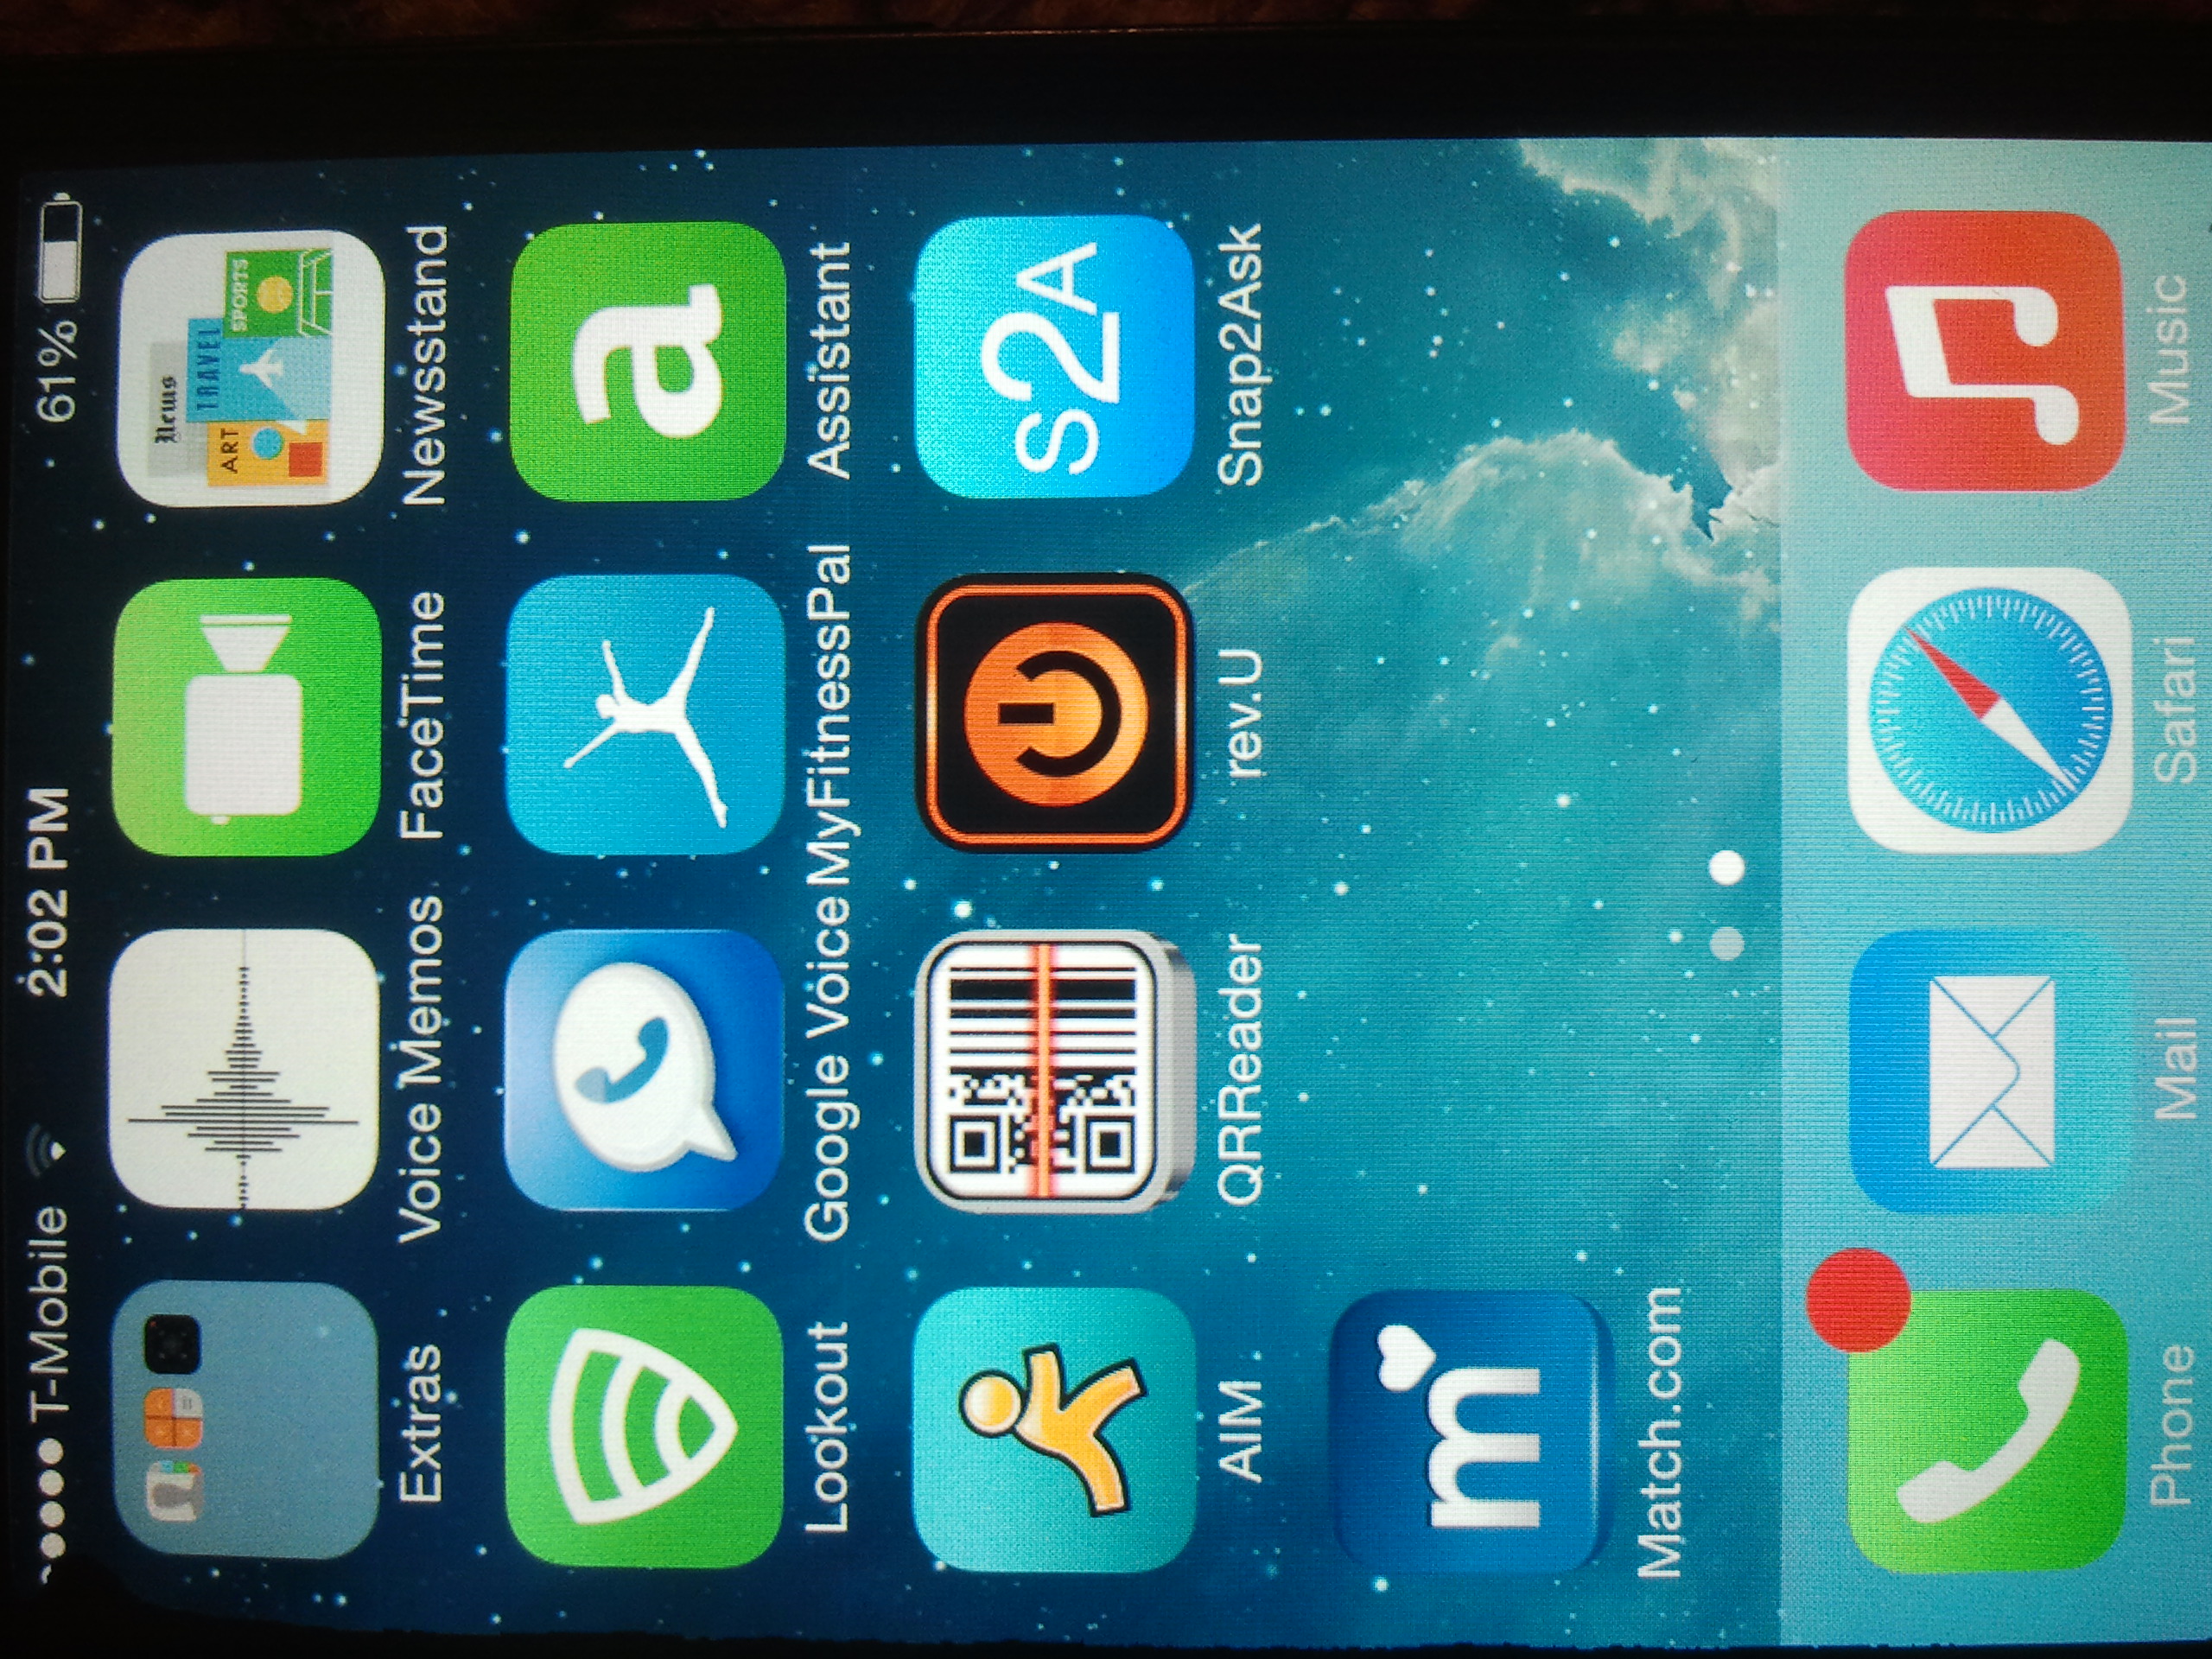 T-Mobile 2:02 PM 61%
News
TRAVEL
ART
SPORTS
Extras Voice Memos FaceTime Newsstand
a
Lookout Google Voice MyFitnessPal Assistant
S2A
AIM QRReader rev.U Snap2Ask
m
Match.com
Phone Mail Safari Music